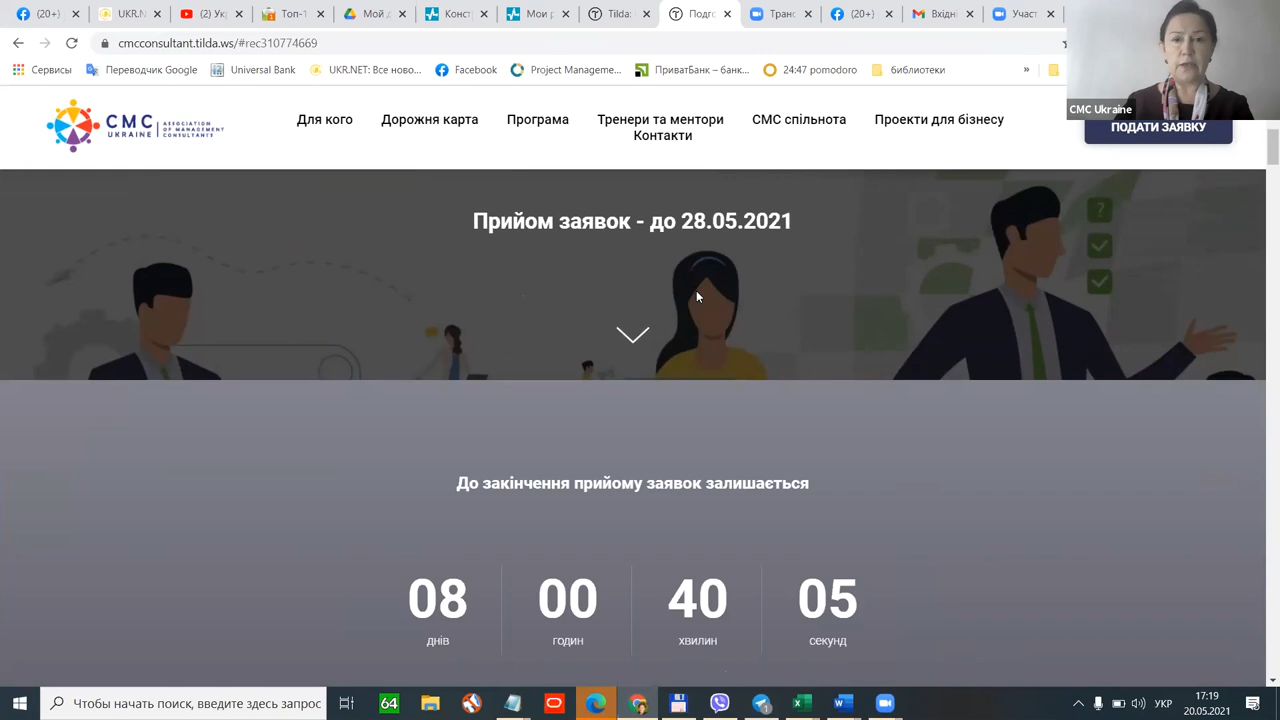 (20+)
UKR.N
(2) Ук
Топ-1
Мой д
Конст
Мои р
Tilda:
Подго
Транс
(20+)
Вхідн
Участ
cmcconsultant.tilda.ws/#rec310774669
Сервисы
Переводчик Google
Universal Bank
UKR.NET: Все ново...
Facebook
Project Manageme...
ПриватБанк – банк...
24:47 pomodoro
библиотеки
»
CMC Ukraine
CMC
UKRAINE
ASSOCIATION
OF MANAGEMENT
CONSULTANTS
Для кого
Дорожня карта
Програма
Тренери та ментори
СМС спільнота
Проекти для бізнесу
Контакти
ПОДАТИ ЗАЯВКУ
Прийом заявок - до 28.05.2021
До закінчення прийому заявок залишається
08
00
40
05
днів
годин
хвилин
секунд
Чтобы начать поиск, введите здесь запрос
64
УКР
17:19
20.05.2021